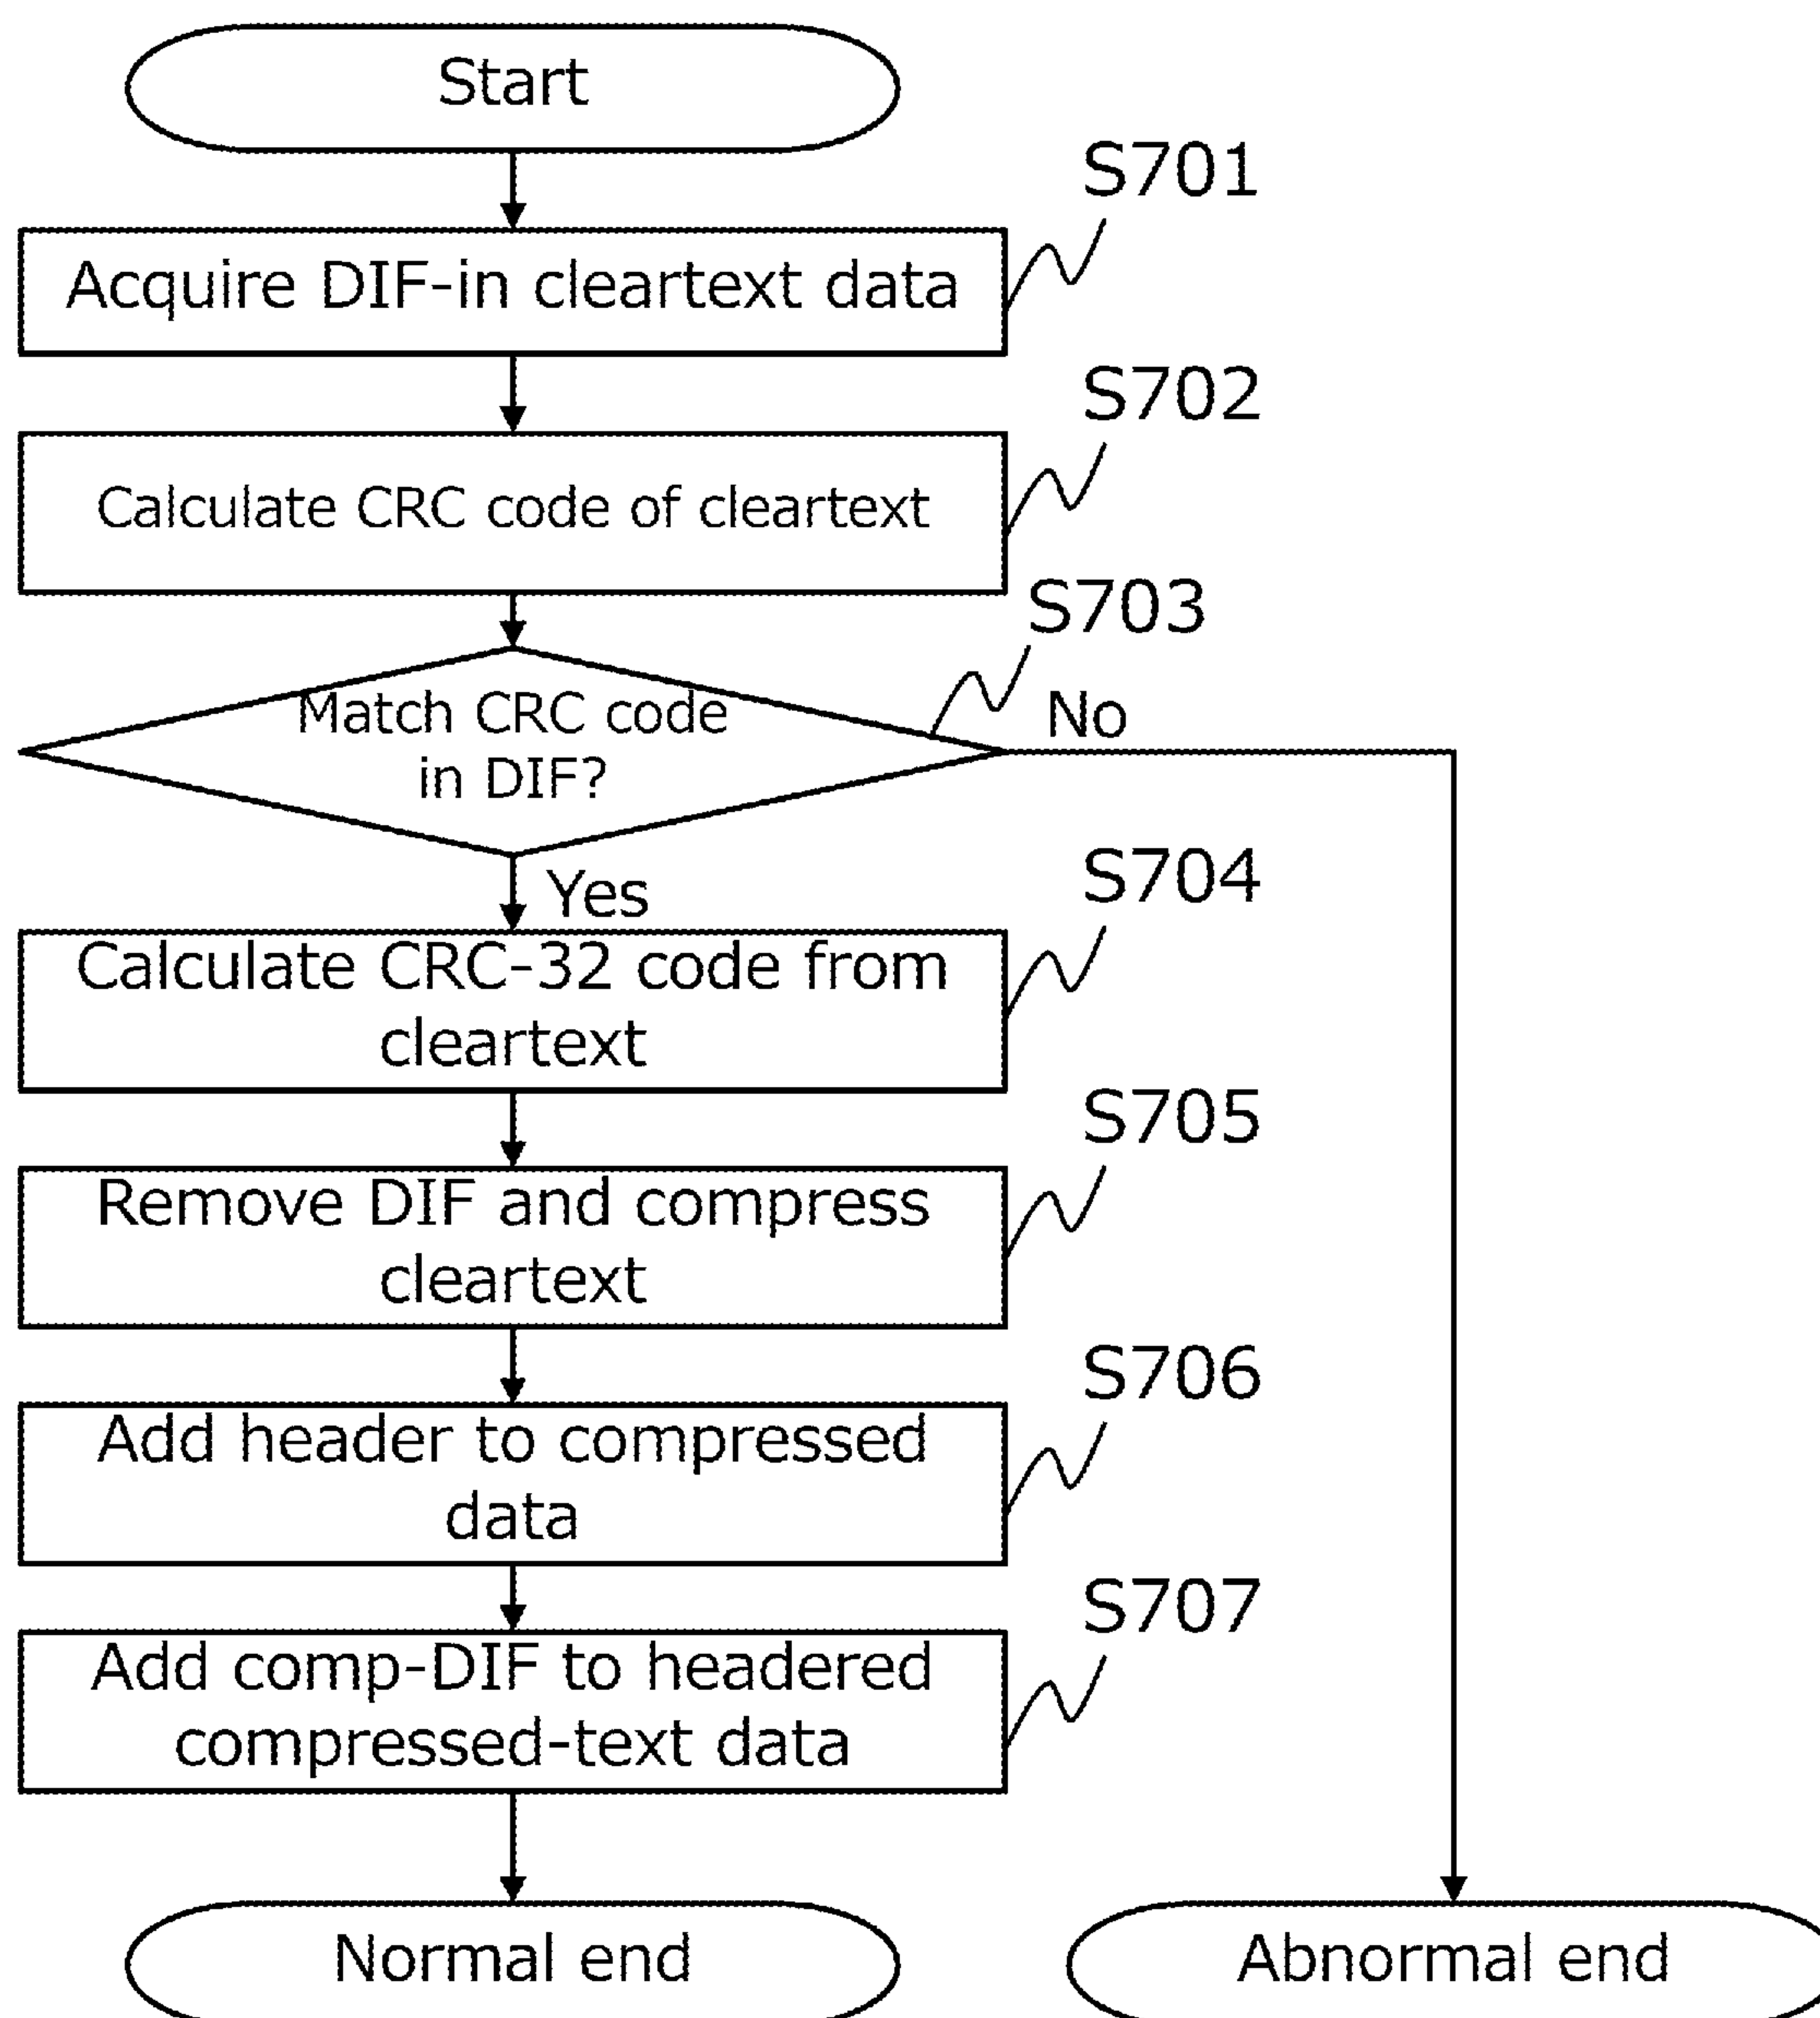 Start
S701
Acquire DIF-in cleartext data
S702
Calculate CRC code of cleartext
S703
Match CRC code
in DIF?
No
Yes
S704
Calculate CRC-32 code from
cleartext
S705
Remove DIF and compress
cleartext
S706
Add header to compressed
data
S707
Add comp-DIF to headered
compressed-text data
Normal end
Abnormal end